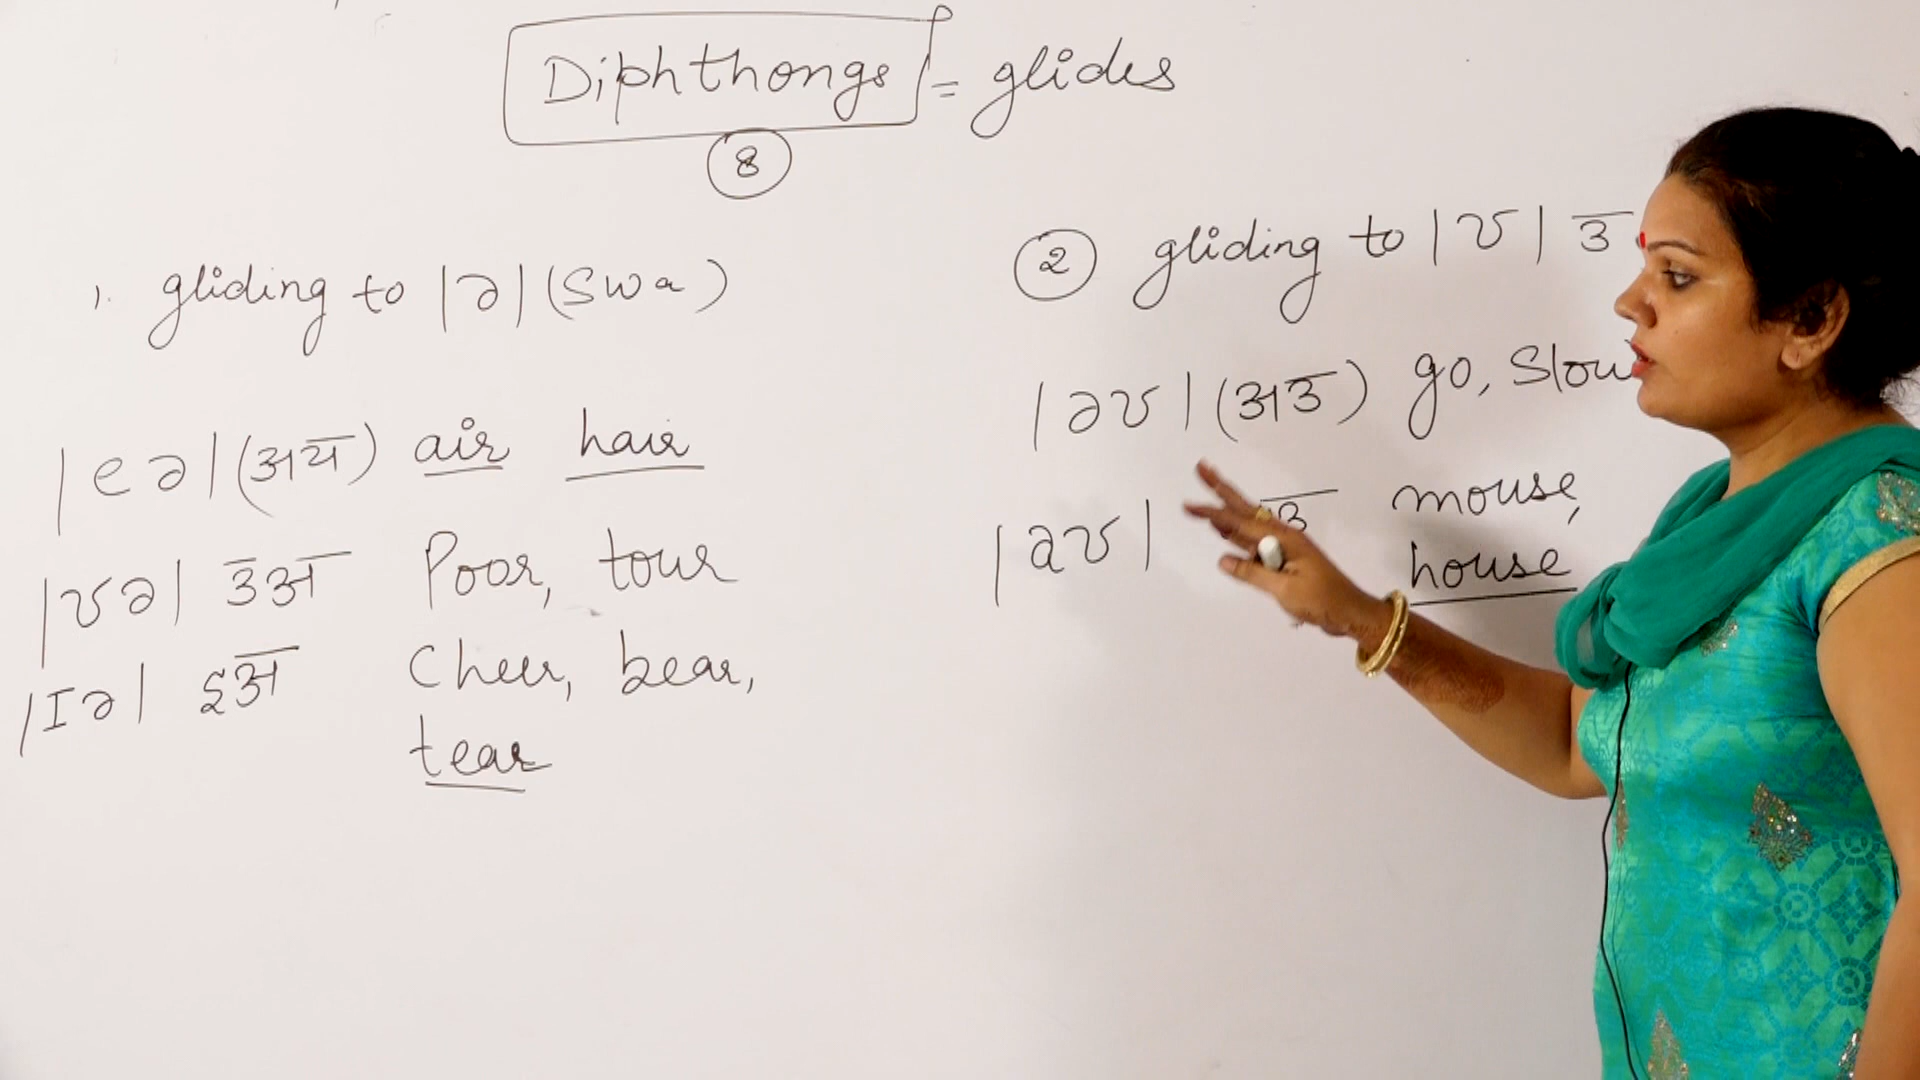 Diphthongs = glides
8
1. gliding to |ə| (Swa)
|eə| (अय) air hair
|ʊə| उअ Poor, tour
|Iə| इअ Cheer, bear,
tear
2 gliding to |ʊ| उ
|əʊ| (अउ) go, Slow
|aʊ| mouse,
house